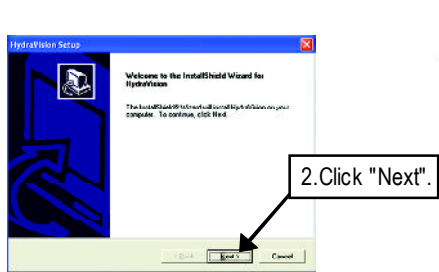 HydraVision Setup
Welcome to the InstallShield Wizard for
HydraVision
The InstallShield® Wizard will install HydraVision on your
computer. To continue, click Next.
2.Click "Next".
< Back
Next >
Cancel